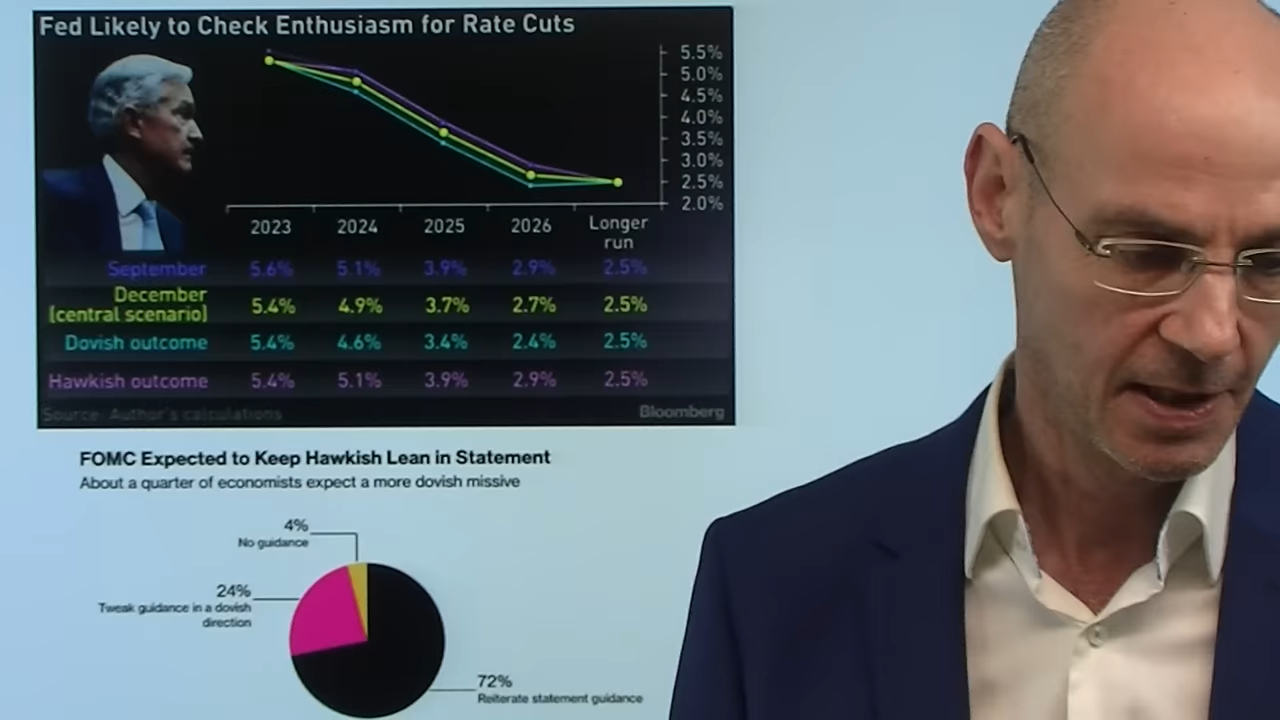 Fed Likely to Check Enthusiasm for Rate Cuts
5.5%
5.0%
4.5%
4.0%
3.5%
3.0%
2.5%
2.0%
2023 2024 2025 2026 Longer
run
September 5.6% 5.1% 3.9% 2.9% 2.5%
December
(central scenario) 5.4% 4.9% 3.7% 2.7% 2.5%
Dovish outcome 5.4% 4.6% 3.4% 2.4% 2.5%
Hawkish outcome 5.4% 5.1% 3.9% 2.9% 2.5%
Source: Author's calculations Bloomberg
FOMC Expected to Keep Hawkish Lean in Statement
About a quarter of economists expect a more dovish missive
4%
No guidance
24%
Tweak guidance in a dovish
direction
72%
Reiterate statement guidance